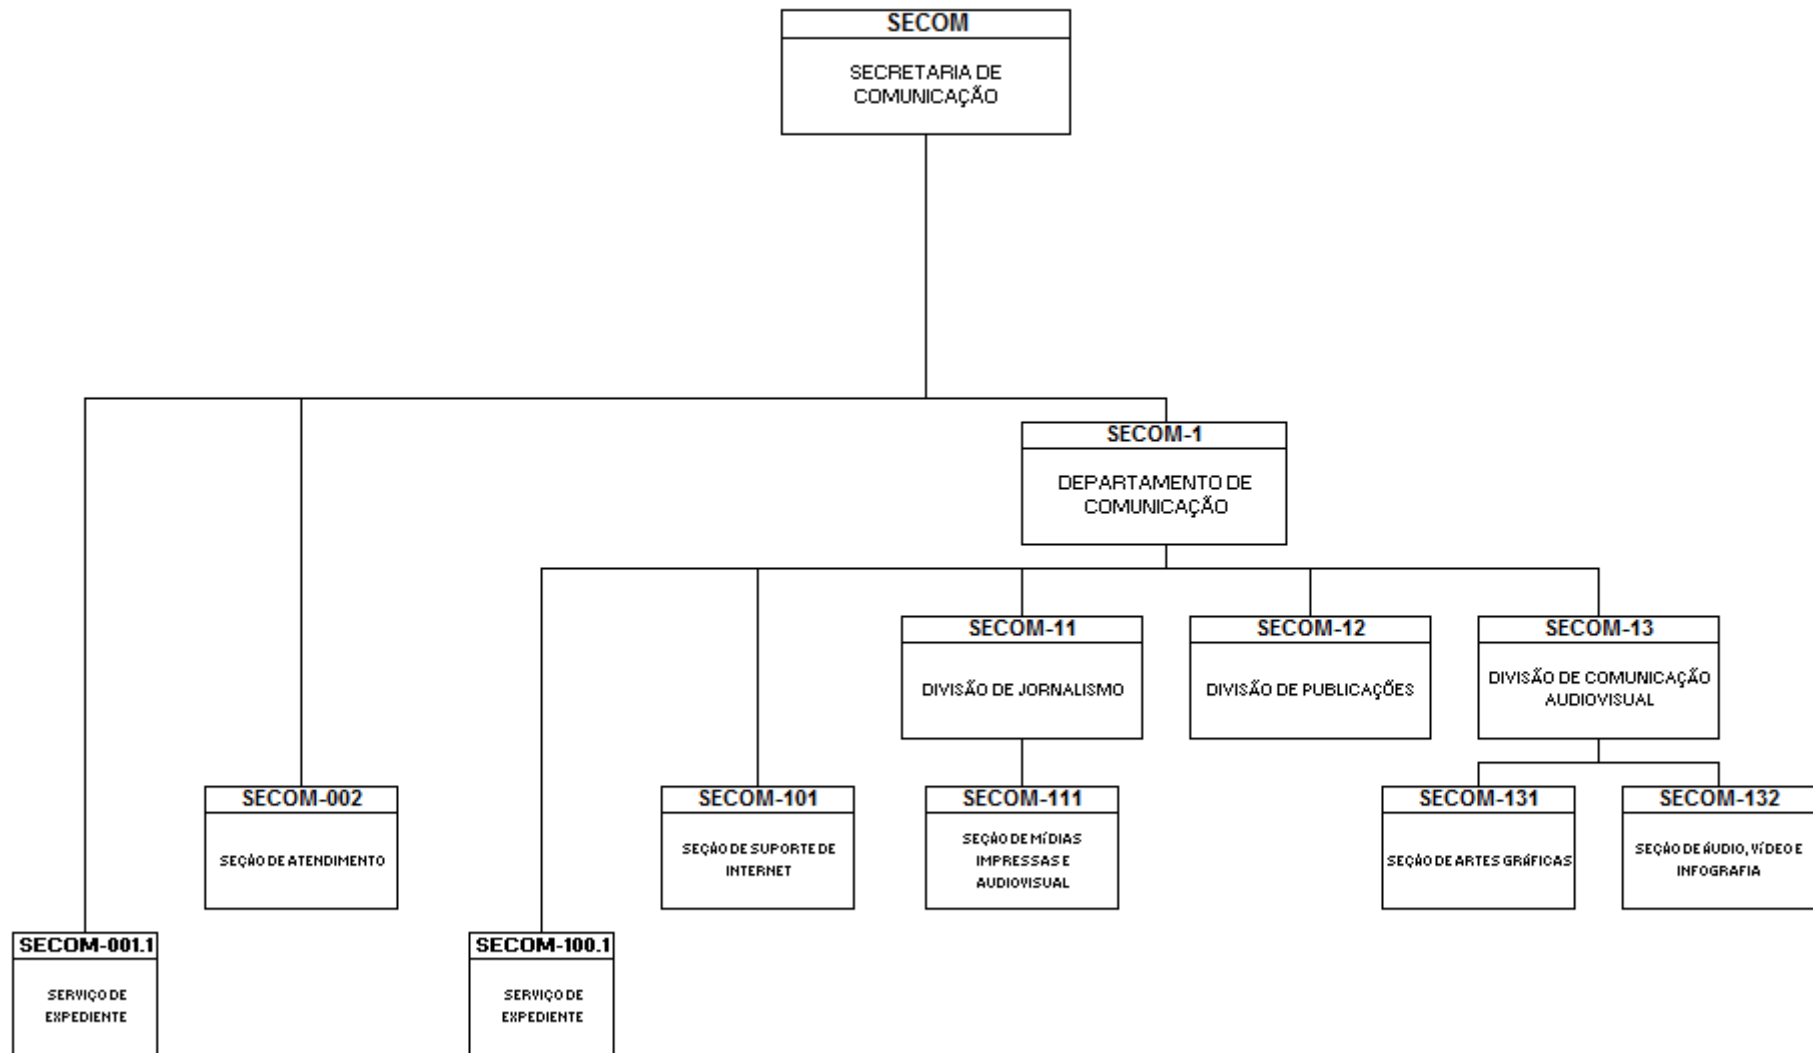 SECOM
SECRETARIA DE
COMUNICAÇÃO
SECOM-1
DEPARTAMENTO DE
COMUNICAÇÃO
SECOM-11
DIVISÃO DE JORNALISMO
SECOM-12
DIVISÃO DE PUBLICAÇÕES
SECOM-13
DIVISÃO DE COMUNICAÇÃO
AUDIOVISUAL
SECOM-002
SEÇÃO DE ATENDIMENTO
SECOM-101
SEÇÃO DE SUPORTE DE
INTERNET
SECOM-111
SEÇÃO DE MÍDIAS
IMPRESSAS E
AUDIOVISUAL
SECOM-131
SEÇÃO DE ARTES GRÁFICAS
SECOM-132
SEÇÃO DE ÁUDIO, VÍDEO E
INFOGRAFIA
SECOM-001.1
SERVIÇO DE
EXPEDIENTE
SECOM-100.1
SERVIÇO DE
EXPEDIENTE